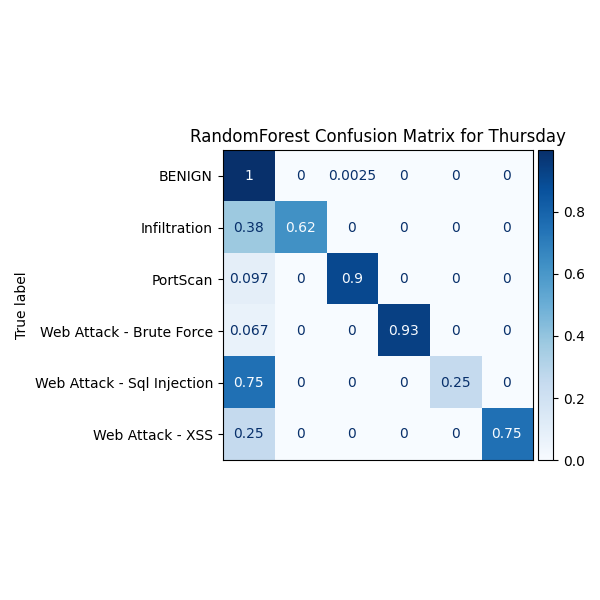 RandomForest Confusion Matrix for Thursday
BENIGN 1 0 0.0025 0 0 0
Infiltration 0.38 0.62 0 0 0 0
PortScan 0.097 0 0.9 0 0 0
Web Attack - Brute Force 0.067 0 0 0.93 0 0
Web Attack - Sql Injection 0.75 0 0 0 0.25 0
Web Attack - XSS 0.25 0 0 0 0 0.75
True label
0.8
0.6
0.4
0.2
0.0